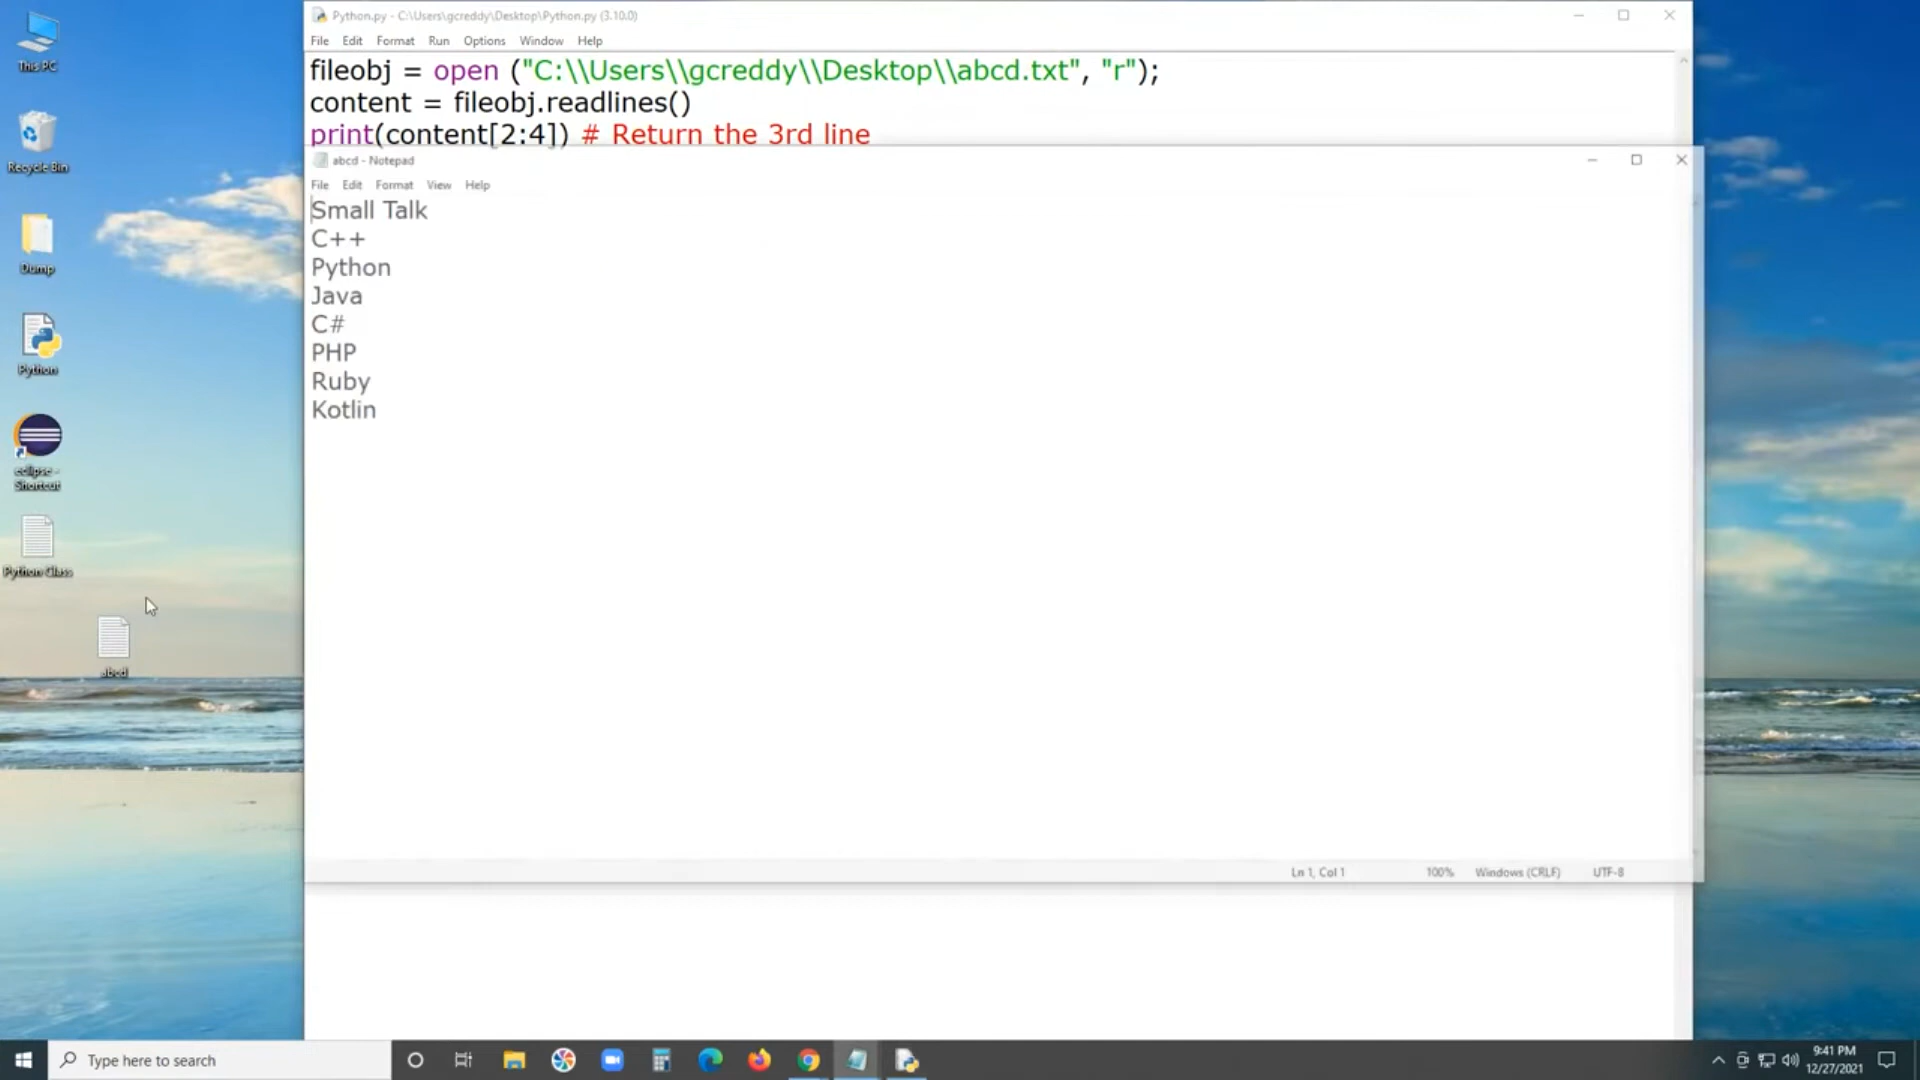 This PC
Recycle Bin
Dump
Python
eclipse -
Shortcut
Python Class
abcd
Python.py - C:\Users\gcreddy\Desktop\Python.py (3.10.0)
File Edit Format Run Options Window Help
fileobj = open ("C:\\Users\\gcreddy\\Desktop\\abcd.txt", "r");
content = fileobj.readlines()
print(content[2:4]) # Return the 3rd line
abcd - Notepad
File Edit Format View Help
Small Talk
C++
Python
Java
C#
PHP
Ruby
Kotlin
Ln 1, Col 1 100% Windows (CRLF) UTF-8
Type here to search
9:41 PM
12/27/2021